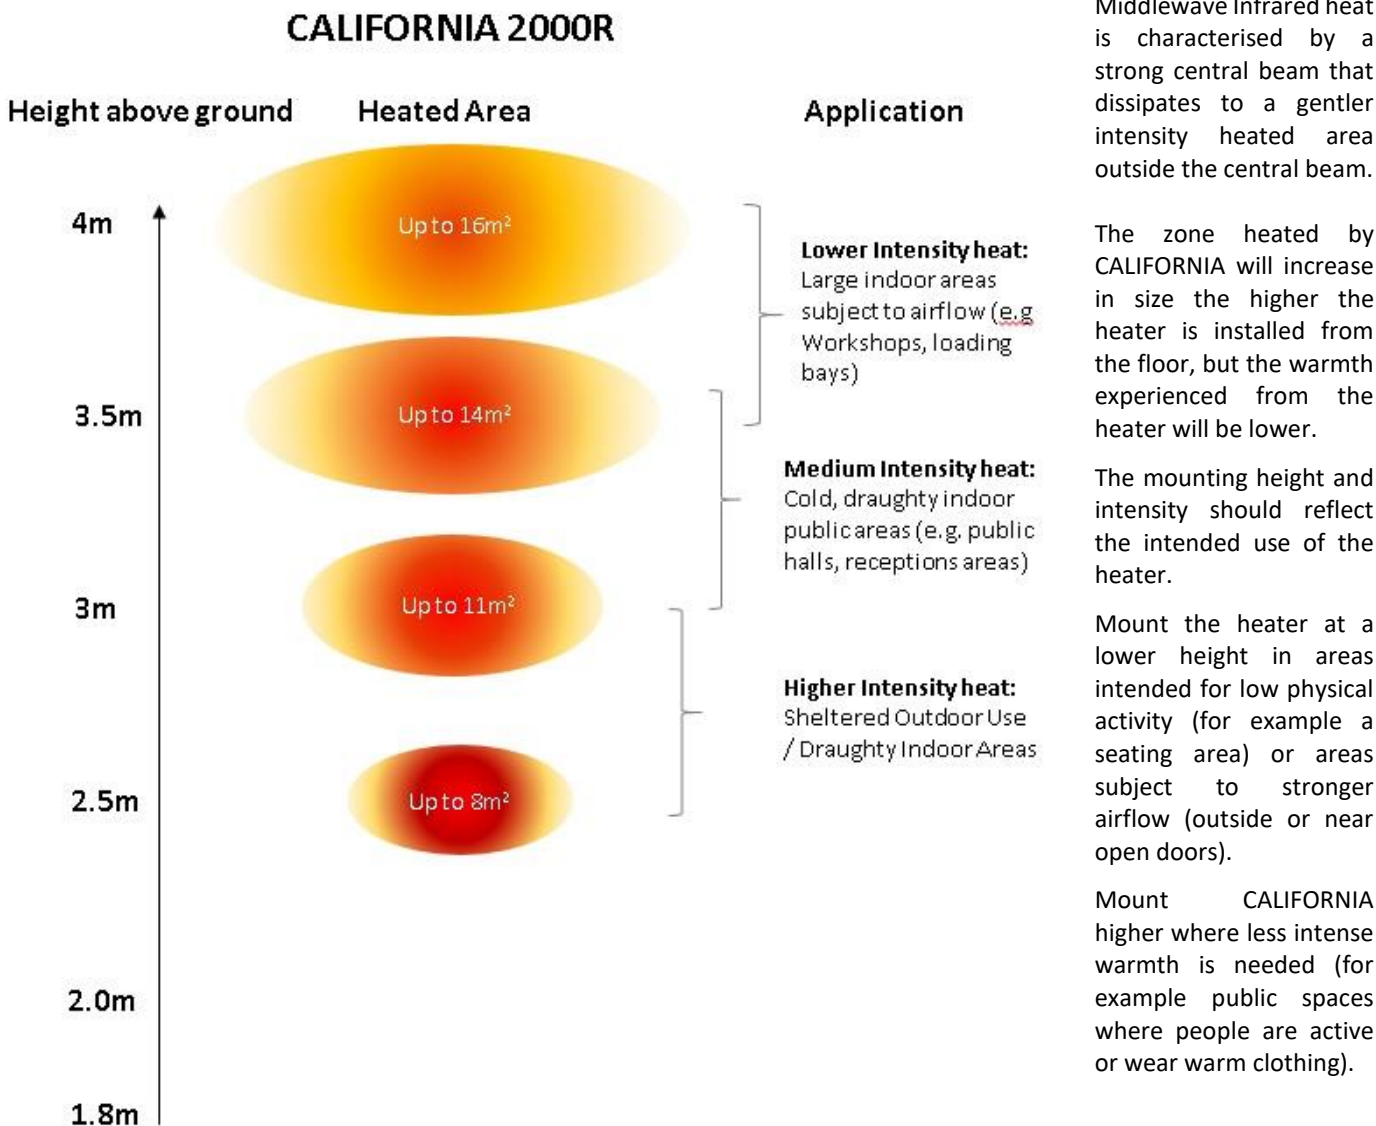 CALIFORNIA 2000R
Height above ground
Heated Area
Application
4m
Up to 16m²
Lower Intensity heat:
Large indoor areas
subject to airflow (e.g
Workshops, loading
bays)
3.5m
Up to 14m²
Medium Intensity heat:
Cold, draughty indoor
public areas (e.g. public
halls, receptions areas)
3m
Up to 11m²
Higher Intensity heat:
Sheltered Outdoor Use
/ Draughty Indoor Areas
2.5m
Up to 8m²
2.0m
1.8m
Middlewave Infrared heat
is characterised by a
strong central beam that
dissipates to a gentler
intensity heated area
outside the central beam.
The zone heated by
CALIFORNIA will increase
in size the higher the
heater is installed from
the floor, but the warmth
experienced from the
heater will be lower.
The mounting height and
intensity should reflect
the intended use of the
heater.
Mount the heater at a
lower height in areas
intended for low physical
activity (for example a
seating area) or areas
subject to stronger
airflow (outside or near
open doors).
Mount CALIFORNIA
higher where less intense
warmth is needed (for
example public spaces
where people are active
or wear warm clothing).